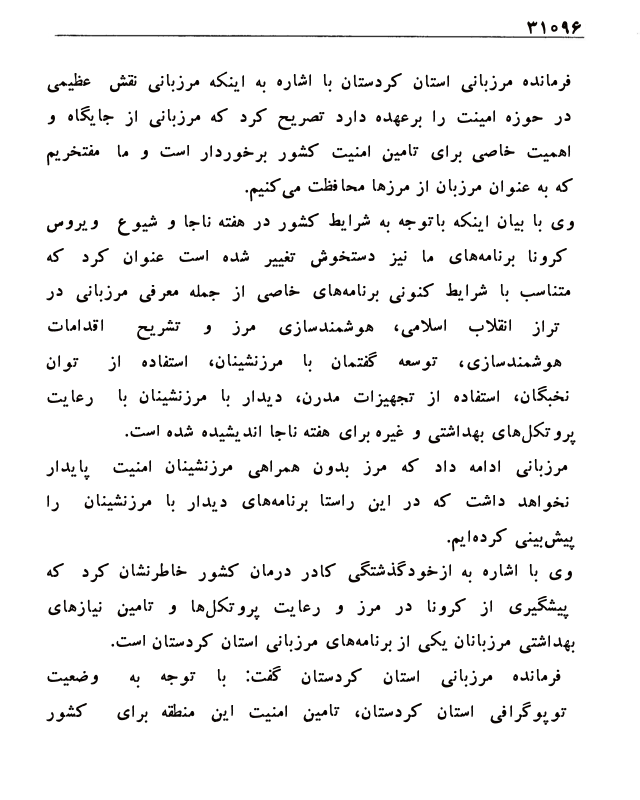 ۳۱۰۹۶
فرمانده مرزبانی استان کردستان با اشاره به اینکه مرزبانی نقش عظیمی
در حوزه امینت را برعهده دارد تصریح کرد که مرزبانی از جایگاه و
اهمیت خاصی برای تامین امنیت کشور برخوردار است و ما مفتخریم
که به عنوان مرزبان از مرزها محافظت می‌کنیم.
وی با بیان اینکه باتوجه به شرایط کشور در هفته ناجا و شیوع ویروس
کرونا برنامه‌های ما نیز دستخوش تغییر شده است عنوان کرد که
متناسب با شرایط کنونی برنامه‌های خاصی از جمله معرفی مرزبانی در
تراز انقلاب اسلامی، هوشمندسازی مرز و تشریح اقدامات
هوشمندسازی، توسعه گفتمان با مرزنشینان، استفاده از توان
نخبگان، استفاده از تجهیزات مدرن، دیدار با مرزنشینان با رعایت
پروتکل‌های بهداشتی و غیره برای هفته ناجا اندیشیده شده است.
مرزبانی ادامه داد که مرز بدون همراهی مرزنشینان امنیت پایدار
نخواهد داشت که در این راستا برنامه‌های دیدار با مرزنشینان را
پیش‌بینی کرده‌ایم.
وی با اشاره به ازخودگذشتگی کادر درمان کشور خاطرنشان کرد که
پیشگیری از کرونا در مرز و رعایت پروتکل‌ها و تامین نیازهای
بهداشتی مرزبانان یکی از برنامه‌های مرزبانی استان کردستان است.
فرمانده مرزبانی استان کردستان گفت: با توجه به وضعیت
توپوگرافی استان کردستان، تامین امنیت این منطقه برای کشور